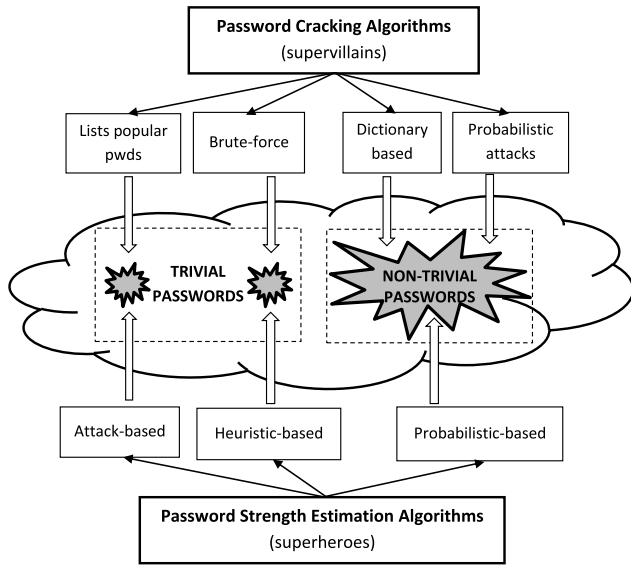 Password Cracking Algorithms
(supervillains)
Lists popular
pwds
Brute-force
Dictionary
based
Probabilistic
attacks
TRIVIAL
PASSWORDS
NON-TRIVIAL
PASSWORDS
Attack-based
Heuristic-based
Probabilistic-based
Password Strength Estimation Algorithms
(superheroes)